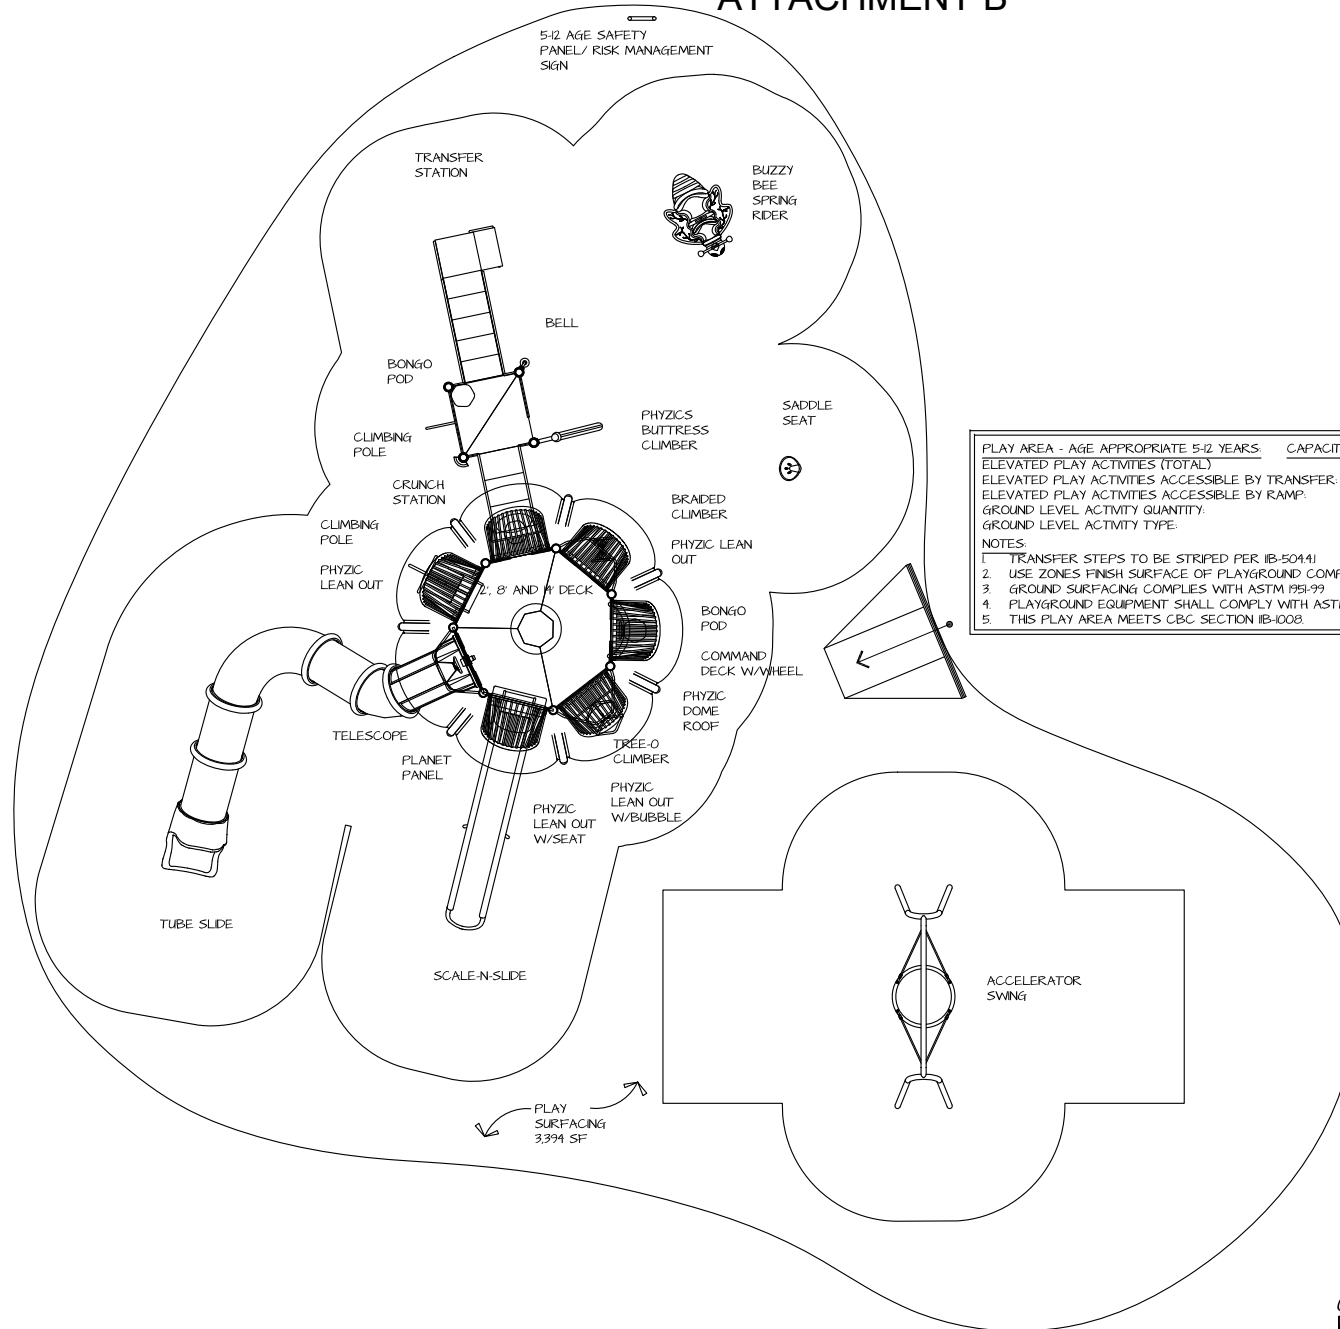 ATTACHMENT B
5-12 AGE SAFETY
PANEL/ RISK MANAGEMENT
SIGN
TRANSFER
STATION
BUZZY
BEE
SPRING
RIDER
BELL
BONGO
POD
CLIMBING
POLE
PHYZICS
BUTTRESS
CLIMBER
SADDLE
SEAT
CRUNCH
STATION
BRAIDED
CLIMBER
CLIMBING
POLE
PHYZIC LEAN
OUT
PHYZIC
LEAN OUT
2', 8' AND 14' DECK
BONGO
POD
COMMAND
DECK W/WHEEL
PHYZIC
DOME
ROOF
TELESCOPE
TREE-O
CLIMBER
PLANET
PANEL
PHYZIC
LEAN OUT
W/BUBBLE
PHYZIC
LEAN OUT
W/SEAT
TUBE SLIDE
SCALE-N-SLIDE
ACCELERATOR
SWING
PLAY
SURFACING
3,394 SF
PLAY AREA - AGE APPROPRIATE 5-12 YEARS: CAPACIT
ELEVATED PLAY ACTIVITIES (TOTAL)
ELEVATED PLAY ACTIVITIES ACCESSIBLE BY TRANSFER:
ELEVATED PLAY ACTIVITIES ACCESSIBLE BY RAMP:
GROUND LEVEL ACTIVITY QUANTITY:
GROUND LEVEL ACTIVITY TYPE:
NOTES:
1. TRANSFER STEPS TO BE STRIPED PER 11B-504.4.1
2. USE ZONES FINISH SURFACE OF PLAYGROUND COMP
3. GROUND SURFACING COMPLIES WITH ASTM 1951-99
4. PLAYGROUND EQUIPMENT SHALL COMPLY WITH AST
5. THIS PLAY AREA MEETS CBC SECTION 11B-1008.